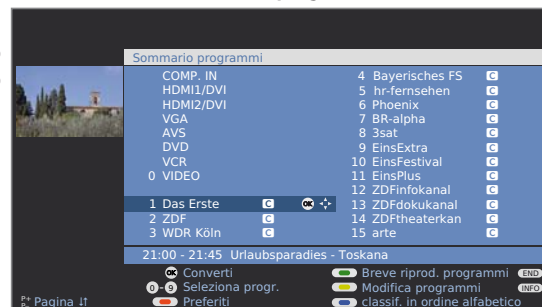 Sommario programmi
COMP. IN
HDMI1/DVI
HDMI2/DVI
VGA
AVS
DVD
VCR
0 VIDEO
1 Das Erste C OK
2 ZDF C
3 WDR Köln C
4 Bayerisches FS C
5 hr-fernsehen C
6 Phoenix C
7 BR-alpha C
8 3sat C
9 EinsExtra C
10 EinsFestival C
11 EinsPlus C
12 ZDFinfokanal C
13 ZDFdokukanal C
14 ZDFtheaterkan C
15 arte C
21:00 - 21:45 Urlaubsparadies - Toskana
OK Converti
0-9 Seleziona progr.
Preferiti
Breve riprod. programmi END
Modifica programmi INFO
classif. in ordine alfabetico
P+ P- Pagina ↓↑